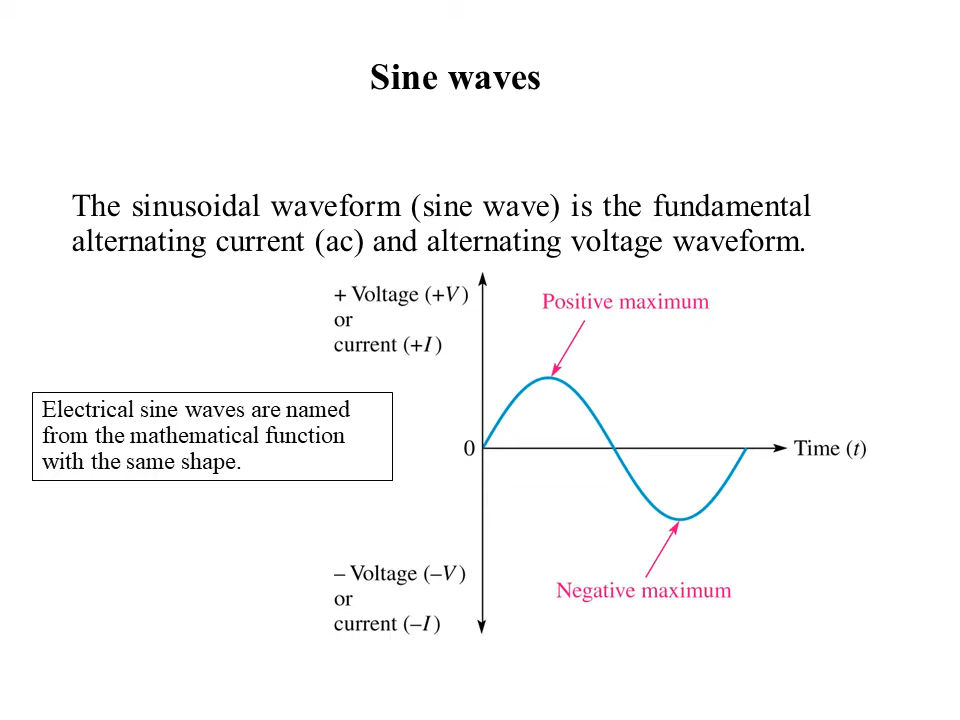 Sine waves
The sinusoidal waveform (sine wave) is the fundamental
alternating current (ac) and alternating voltage waveform.
+ Voltage (+V)
or
current (+I)
Positive maximum
Electrical sine waves are named
from the mathematical function
with the same shape.
0
Time (t)
– Voltage (–V)
or
current (–I)
Negative maximum